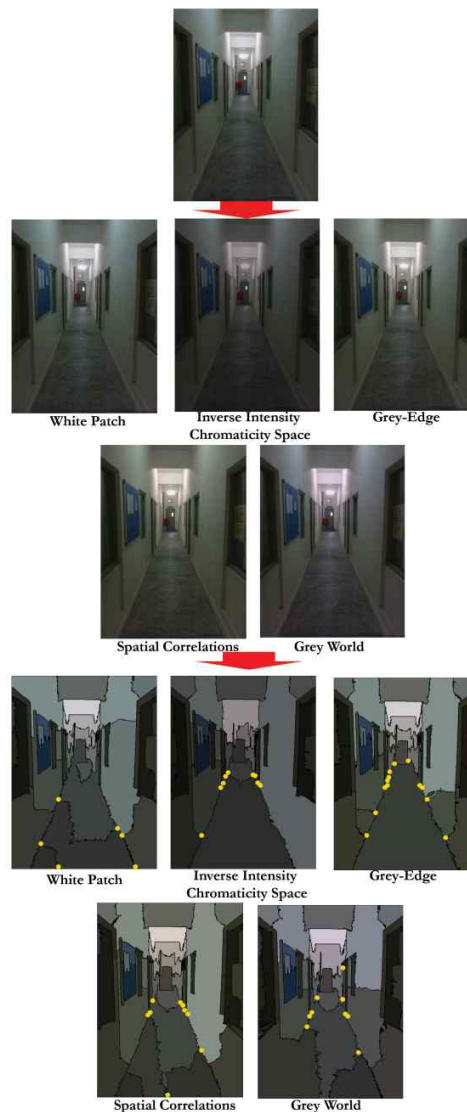 White Patch
Inverse Intensity
Chromaticity Space
Grey-Edge
Spatial Correlations
Grey World
White Patch
Inverse Intensity
Chromaticity Space
Grey-Edge
Spatial Correlations
Grey World